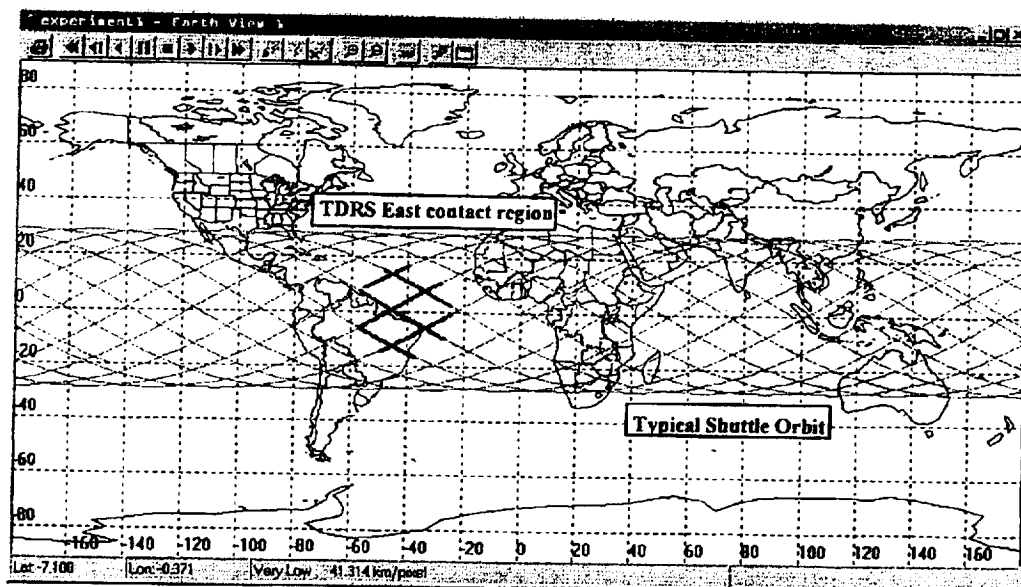 experiment1 - Earth View 1
80
60
40
TDRS East contact region
20
0
-20
-40
Typical Shuttle Orbit
-60
-80
-160 -140 -120 -100 -80 -60 -40 -20 0 20 40 60 80 100 120 140 160
Lat: -7.108 Lon: -0.371 Very Low 41.314 km/pixel